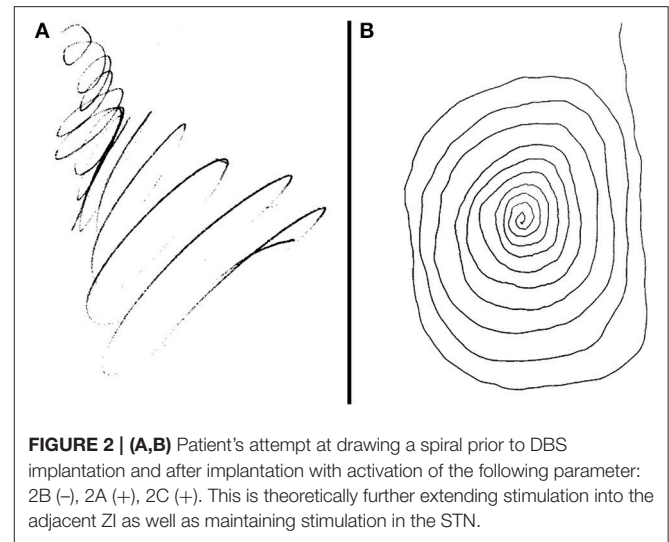 A
B
FIGURE 2 | (A,B) Patient's attempt at drawing a spiral prior to DBS
implantation and after implantation with activation of the following parameter:
2B (–), 2A (+), 2C (+). This is theoretically further extending stimulation into the
adjacent ZI as well as maintaining stimulation in the STN.